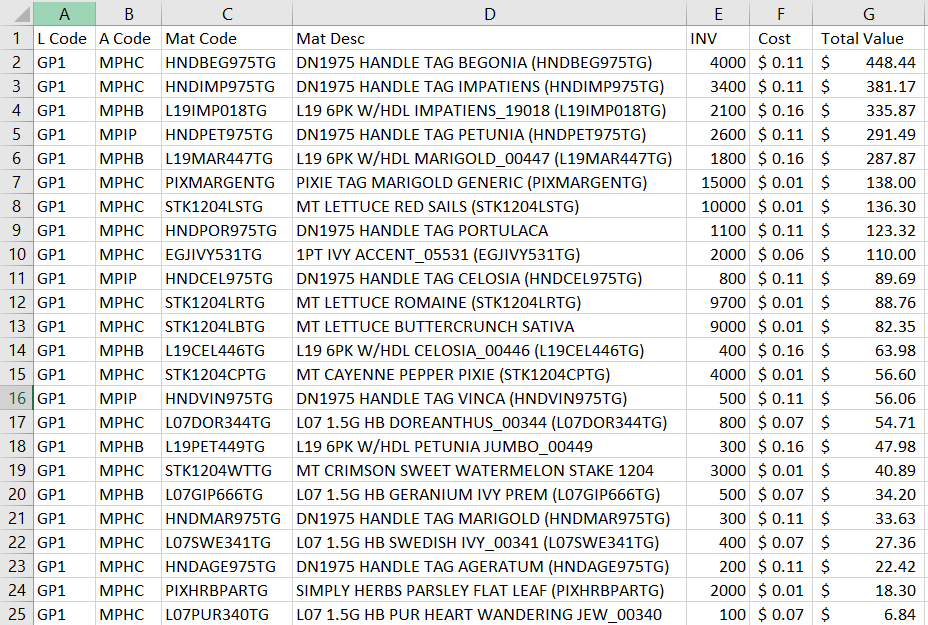 A B C D E F G
1 L Code A Code Mat Code Mat Desc INV Cost Total Value
2 GP1 MPHC HNDBEG975TG DN1975 HANDLE TAG BEGONIA (HNDBEG975TG) 4000 $ 0.11 $ 448.44
3 GP1 MPHC HNDIMP975TG DN1975 HANDLE TAG IMPATIENS (HNDIMP975TG) 3400 $ 0.11 $ 381.17
4 GP1 MPHB L19IMP018TG L19 6PK W/HDL IMPATIENS_19018 (L19IMP018TG) 2100 $ 0.16 $ 335.87
5 GP1 MPIP HNDPET975TG DN1975 HANDLE TAG PETUNIA (HNDPET975TG) 2600 $ 0.11 $ 291.49
6 GP1 MPHB L19MAR447TG L19 6PK W/HDL MARIGOLD_00447 (L19MAR447TG) 1800 $ 0.16 $ 287.87
7 GP1 MPHC PIXMARGENTG PIXIE TAG MARIGOLD GENERIC (PIXMARGENTG) 15000 $ 0.01 $ 138.00
8 GP1 MPHC STK1204LSTG MT LETTUCE RED SAILS (STK1204LSTG) 10000 $ 0.01 $ 136.30
9 GP1 MPHC HNDPOR975TG DN1975 HANDLE TAG PORTULACA 1100 $ 0.11 $ 123.32
10 GP1 MPHC EGJIVY531TG 1PT IVY ACCENT_05531 (EGJIVY531TG) 2000 $ 0.06 $ 110.00
11 GP1 MPIP HNDCEL975TG DN1975 HANDLE TAG CELOSIA (HNDCEL975TG) 800 $ 0.11 $ 89.69
12 GP1 MPHC STK1204LRTG MT LETTUCE ROMAINE (STK1204LRTG) 9700 $ 0.01 $ 88.76
13 GP1 MPHC STK1204LBTG MT LETTUCE BUTTERCRUNCH SATIVA 9000 $ 0.01 $ 82.35
14 GP1 MPHB L19CEL446TG L19 6PK W/HDL CELOSIA_00446 (L19CEL446TG) 400 $ 0.16 $ 63.98
15 GP1 MPHC STK1204CPTG MT CAYENNE PEPPER PIXIE (STK1204CPTG) 4000 $ 0.01 $ 56.60
16 GP1 MPIP HNDVIN975TG DN1975 HANDLE TAG VINCA (HNDVIN975TG) 500 $ 0.11 $ 56.06
17 GP1 MPHC L07DOR344TG L07 1.5G HB DOREANTHUS_00344 (L07DOR344TG) 800 $ 0.07 $ 54.71
18 GP1 MPHB L19PET449TG L19 6PK W/HDL PETUNIA JUMBO_00449 300 $ 0.16 $ 47.98
19 GP1 MPHC STK1204WTTG MT CRIMSON SWEET WATERMELON STAKE 1204 3000 $ 0.01 $ 40.89
20 GP1 MPHB L07GIP666TG L07 1.5G HB GERANIUM IVY PREM (L07GIP666TG) 500 $ 0.07 $ 34.20
21 GP1 MPHC HNDMAR975TG DN1975 HANDLE TAG MARIGOLD (HNDMAR975TG) 300 $ 0.11 $ 33.63
22 GP1 MPHC L07SWE341TG L07 1.5G HB SWEDISH IVY_00341 (L07SWE341TG) 400 $ 0.07 $ 27.36
23 GP1 MPHC HNDAGE975TG DN1975 HANDLE TAG AGERATUM (HNDAGE975TG) 200 $ 0.11 $ 22.42
24 GP1 MPHC PIXHRBPARTG SIMPLY HERBS PARSLEY FLAT LEAF (PIXHRBPARTG) 2000 $ 0.01 $ 18.30
25 GP1 MPHC L07PUR340TG L07 1.5G HB PUR HEART WANDERING JEW_00340 100 $ 0.07 $ 6.84